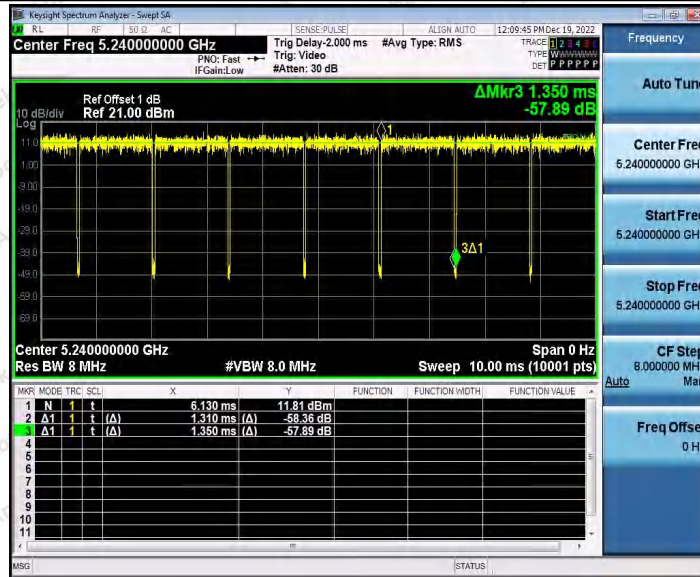 Keysight Spectrum Analyzer - Swept SA
RL RF 50 Ω AC SENSE:PULSE ALIGN AUTO 12:09:45 PM Dec 19, 2022
Center Freq 5.240000000 GHz
PNO: Fast
IFGain:Low
Trig Delay-2.000 ms
Trig: Video
#Atten: 30 dB
#Avg Type: RMS
TRACE 1 2 3 4 5 6
TYPE W
DET P P P P P P
Ref Offset 1 dB
10 dB/div Ref 21.00 dBm
Log
ΔMkr3 1.350 ms
-57.89 dB
11.0
1.00
-9.00
-19.0
-29.0
-39.0
-49.0
-59.0
-69.0
1
3Δ1
Center 5.240000000 GHz Span 0 Hz
Res BW 8 MHz #VBW 8.0 MHz Sweep 10.00 ms (10001 pts)
MKR MODE TRC SCL X Y FUNCTION FUNCTION WIDTH FUNCTION VALUE
1 N 1 t 6.130 ms 11.81 dBm
2 Δ1 1 t (Δ) 1.310 ms (Δ) -58.36 dB
3 Δ1 1 t (Δ) 1.350 ms (Δ) -57.89 dB
4
5
6
7
8
9
10
11
MSG STATUS
Frequency
Auto Tune
Center Freq
5.240000000 GH
Start Freq
5.240000000 GH
Stop Freq
5.240000000 GH
CF Step
8.000000 MH
Auto Man
Freq Offset
0 H